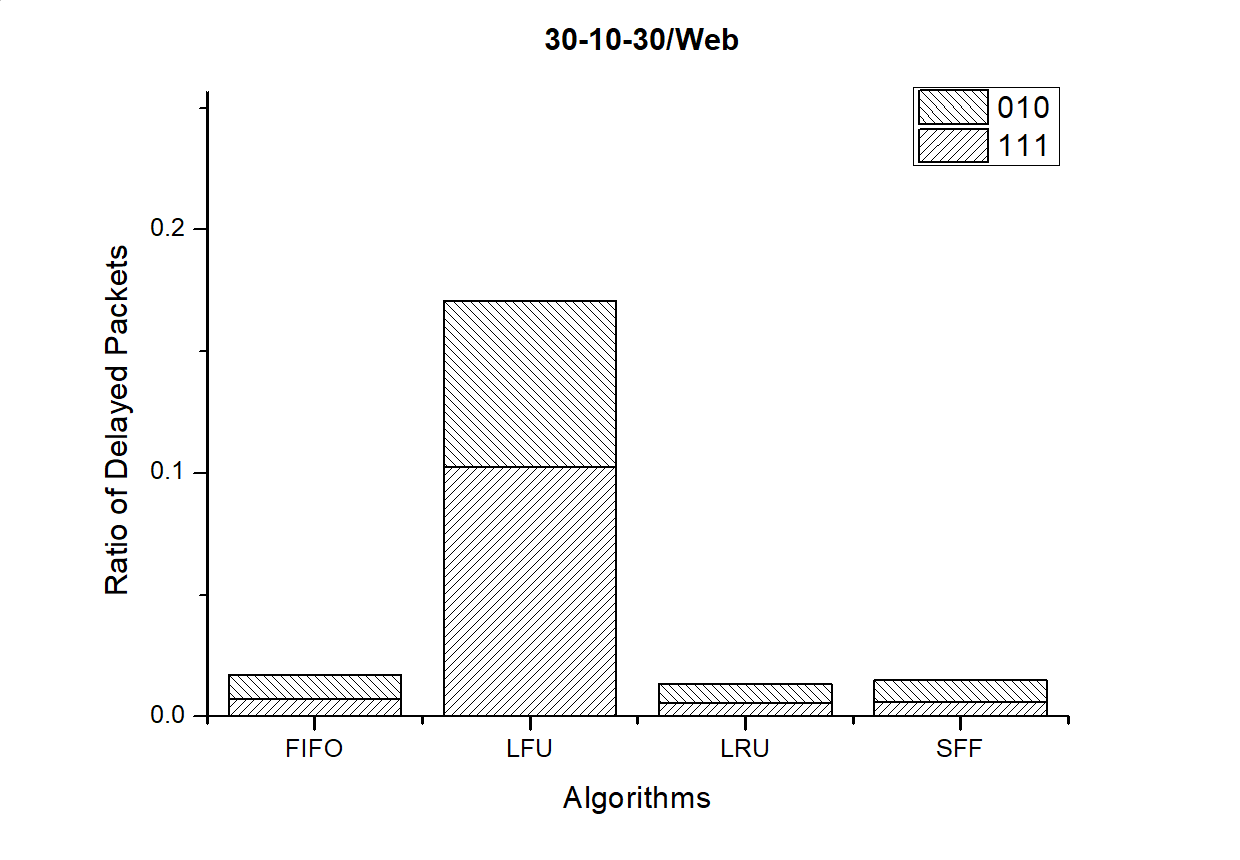 30-10-30/Web
010
111
0.2
0.1
0.0
Ratio of Delayed Packets
FIFO LFU LRU SFF
Algorithms